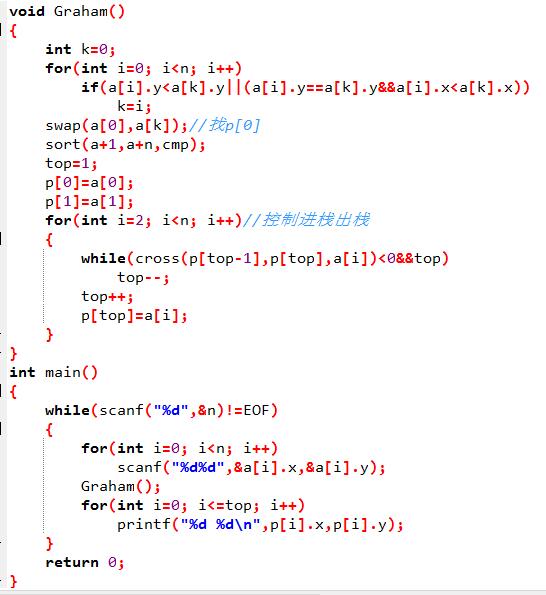 void Graham()
{
    int k=0;
    for(int i=0; i<n; i++)
        if(a[i].y<a[k].y||(a[i].y==a[k].y&&a[i].x<a[k].x))
            k=i;
    swap(a[0],a[k]);//找p[0]
    sort(a+1,a+n,cmp);
    top=1;
    p[0]=a[0];
    p[1]=a[1];
    for(int i=2; i<n; i++)//控制进栈出栈
    {
        while(cross(p[top-1],p[top],a[i])<0&&top)
            top--;
        top++;
        p[top]=a[i];
    }
}
int main()
{
    while(scanf("%d",&n)!=EOF)
    {
        for(int i=0; i<n; i++)
            scanf("%d%d",&a[i].x,&a[i].y);
        Graham();
        for(int i=0; i<=top; i++)
            printf("%d %d\n",p[i].x,p[i].y);
    }
    return 0;
}